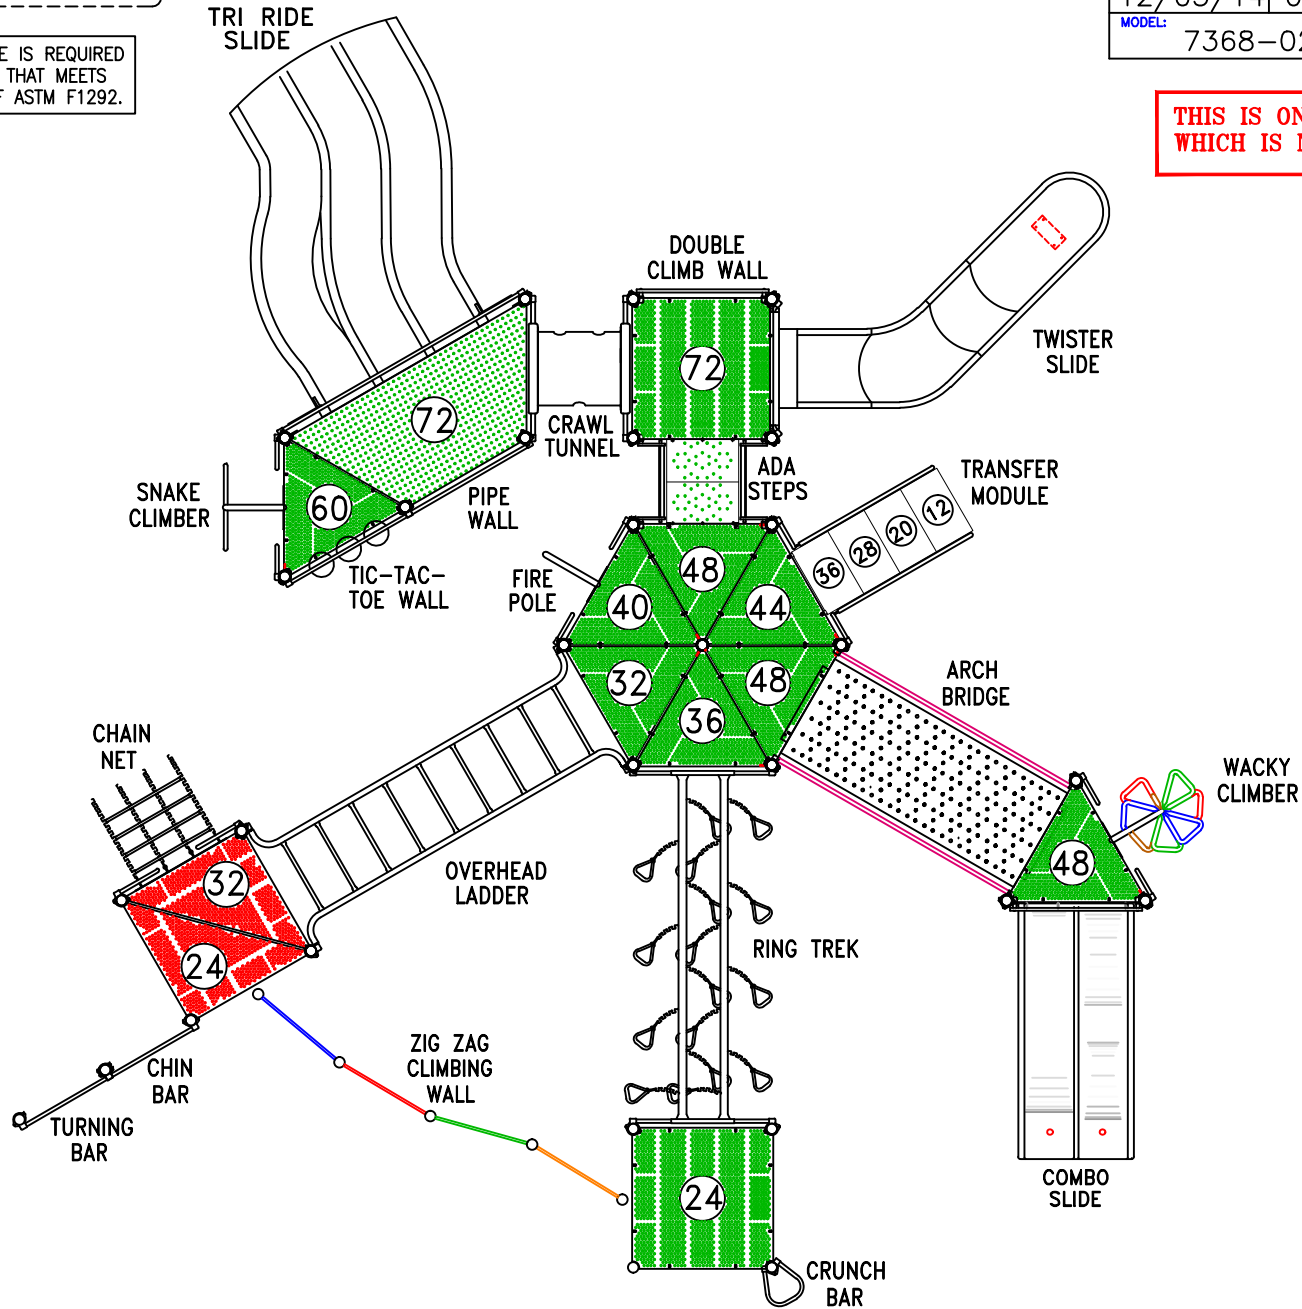 TRI RIDE
SLIDE
E IS REQUIRED
THAT MEETS
F ASTM F1292.
MODEL:
7368-02
THIS IS ON
WHICH IS
DOUBLE
CLIMB WALL
TWISTER
SLIDE
72
72
CRAWL
TUNNEL
ADA
STEPS
TRANSFER
MODULE
SNAKE
CLIMBER
60
PIPE
WALL
TIC-TAC-
TOE WALL
36
28
20
12
FIRE
POLE
48
40
44
32
48
36
ARCH
BRIDGE
CHAIN
NET
WACKY
CLIMBER
OVERHEAD
LADDER
48
32
24
RING TREK
ZIG ZAG
CLIMBING
WALL
CHIN
BAR
TURNING
BAR
COMBO
SLIDE
24
CRUNCH
BAR